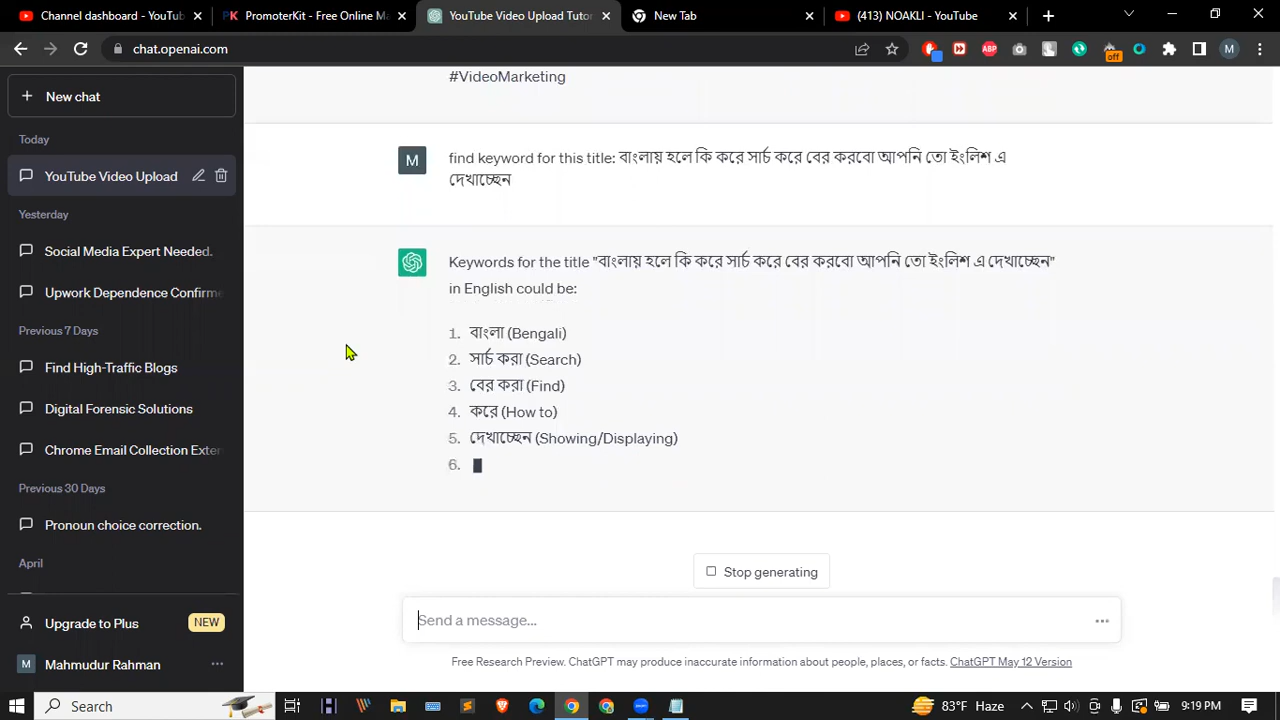 Channel dashboard - YouTub
PromoterKit - Free Online Ma
YouTube Video Upload Tutor
New Tab
(413) NOAKLI - YouTube
chat.openai.com
ABP
off
M
New chat
Today
YouTube Video Upload
Yesterday
Social Media Expert Needed.
Upwork Dependence Confirme
Previous 7 Days
Find High-Traffic Blogs
Digital Forensic Solutions
Chrome Email Collection Exter
Previous 30 Days
Pronoun choice correction.
April
Upgrade to Plus
NEW
Mahmudur Rahman
#VideoMarketing
M
find keyword for this title: বাংলায় হলে কি করে সার্চ করে বের করবো আপনি তো ইংলিশ এ
দেখাচ্ছেন
Keywords for the title "বাংলায় হলে কি করে সার্চ করে বের করবো আপনি তো ইংলিশ এ দেখাচ্ছেন"
in English could be:
1. বাংলা (Bengali)
2. সার্চ করা (Search)
3. বের করা (Find)
4. করে (How to)
5. দেখাচ্ছেন (Showing/Displaying)
6.
Stop generating
Send a message...
Free Research Preview. ChatGPT may produce inaccurate information about people, places, or facts. ChatGPT May 12 Version
Search
83°F Haze
9:19 PM